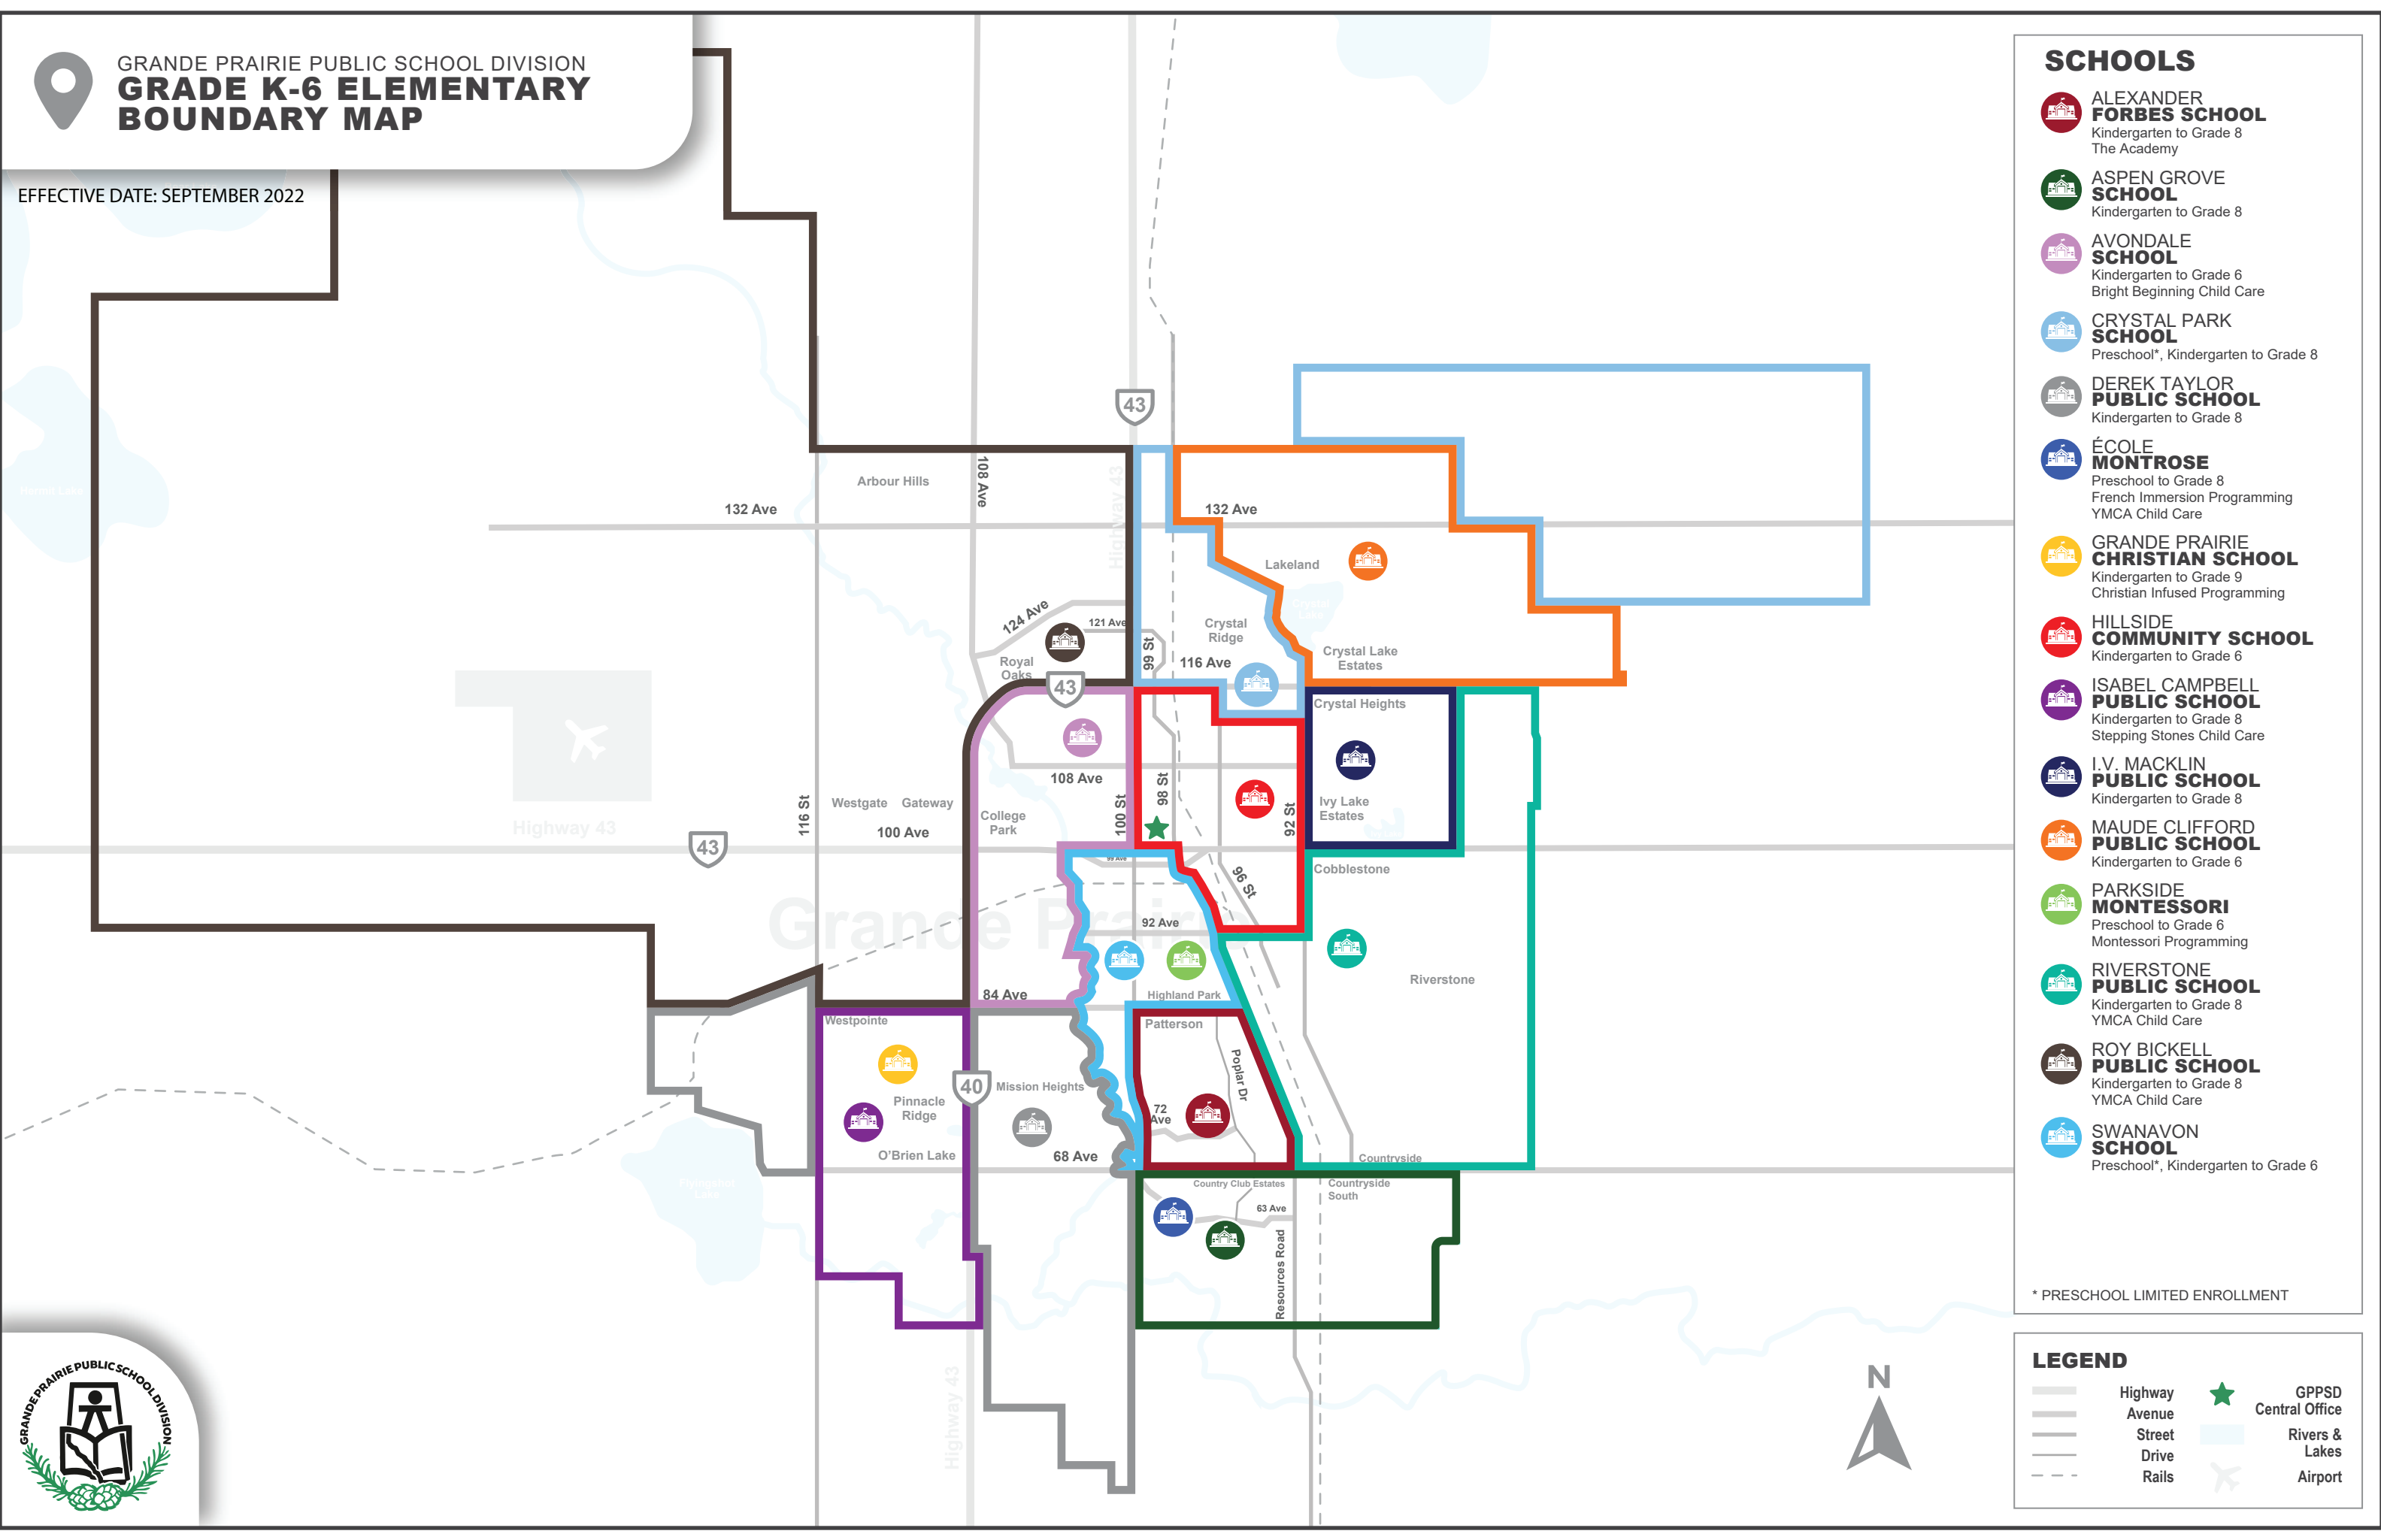 GRANDE PRAIRIE PUBLIC SCHOOL DIVISION
GRADE K-6 ELEMENTARY
BOUNDARY MAP
EFFECTIVE DATE: SEPTEMBER 2022
43
Highway 43
108 Ave
Arbour Hills
132 Ave
132 Ave
Lakeland
Crystal
Lake
124 Ave
121 Ave
99 St
Crystal
Ridge
116 Ave
Crystal Lake
Estates
Royal
Oaks
43
Crystal Heights
108 Ave
98 St
100 St
92 St
116 St
Westgate
Gateway
100 Ave
College
Park
Ivy Lake
Estates
Highway 43
43
99 Ave
96 St
Cobblestone
Grande Prairie
92 Ave
Riverstone
84 Ave
Highland Park
Westpointe
Patterson
Poplar Dr
40
Mission Heights
Pinnacle
Ridge
72
Ave
O'Brien Lake
68 Ave
Countryside
Country Club Estates
Countryside
South
63 Ave
Resources Road
Highway 43
SCHOOLS
ALEXANDER
FORBES SCHOOL
Kindergarten to Grade 8
The Academy
ASPEN GROVE
SCHOOL
Kindergarten to Grade 8
AVONDALE
SCHOOL
Kindergarten to Grade 6
Bright Beginning Child Care
CRYSTAL PARK
SCHOOL
Preschool*, Kindergarten to Grade 8
DEREK TAYLOR
PUBLIC SCHOOL
Kindergarten to Grade 8
ÉCOLE
MONTROSE
Preschool to Grade 8
French Immersion Programming
YMCA Child Care
GRANDE PRAIRIE
CHRISTIAN SCHOOL
Kindergarten to Grade 9
Christian Infused Programming
HILLSIDE
COMMUNITY SCHOOL
Kindergarten to Grade 6
ISABEL CAMPBELL
PUBLIC SCHOOL
Kindergarten to Grade 8
Stepping Stones Child Care
I.V. MACKLIN
PUBLIC SCHOOL
Kindergarten to Grade 8
MAUDE CLIFFORD
PUBLIC SCHOOL
Kindergarten to Grade 6
PARKSIDE
MONTESSORI
Preschool to Grade 6
Montessori Programming
RIVERSTONE
PUBLIC SCHOOL
Kindergarten to Grade 8
YMCA Child Care
ROY BICKELL
PUBLIC SCHOOL
Kindergarten to Grade 8
YMCA Child Care
SWANAVON
SCHOOL
Preschool*, Kindergarten to Grade 6
* PRESCHOOL LIMITED ENROLLMENT
N
LEGEND
Highway
Avenue
Street
Drive
Rails
GPPSD
Central Office
Rivers &
Lakes
Airport
GRANDE PRAIRIE PUBLIC SCHOOL DIVISION